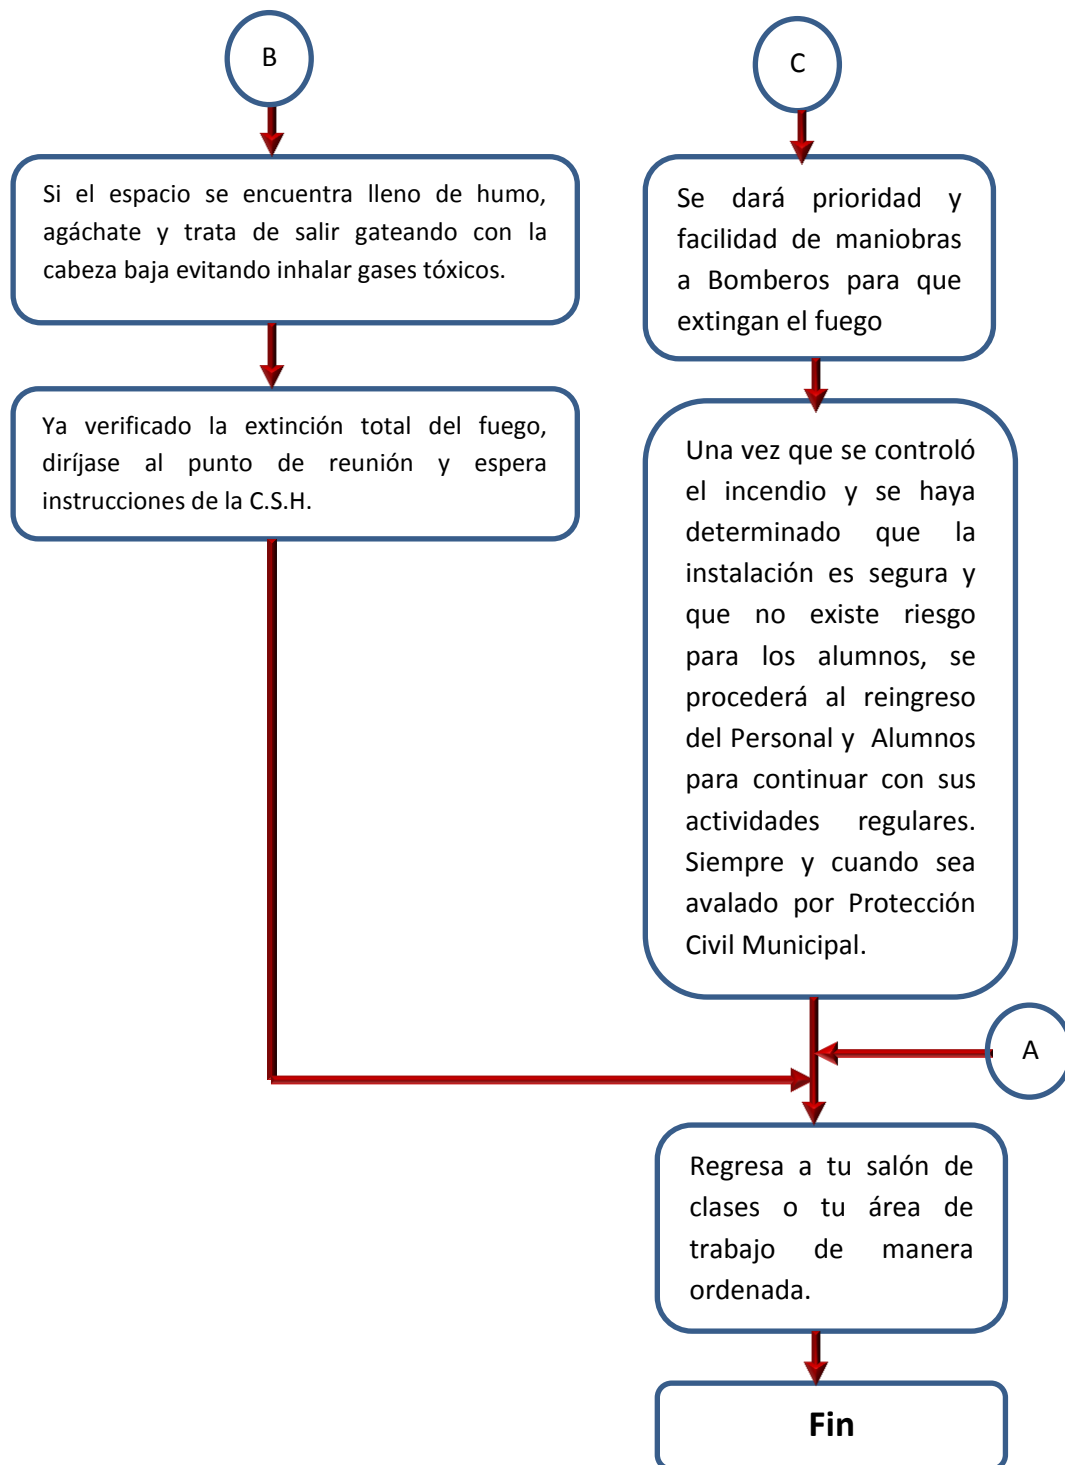 B
Si el espacio se encuentra lleno de humo,
agáchate y trata de salir gateando con la
cabeza baja evitando inhalar gases tóxicos.
Ya verificado la extinción total del fuego,
diríjase al punto de reunión y espera
instrucciones de la C.S.H.
C
Se dará prioridad y
facilidad de maniobras
a Bomberos para que
extingan el fuego
Una vez que se controló
el incendio y se haya
determinado que la
instalación es segura y
que no existe riesgo
para los alumnos, se
procederá al reingreso
del Personal y Alumnos
para continuar con sus
actividades regulares.
Siempre y cuando sea
avalado por Protección
Civil Municipal.
A
Regresa a tu salón de
clases o tu área de
trabajo de manera
ordenada.
Fin